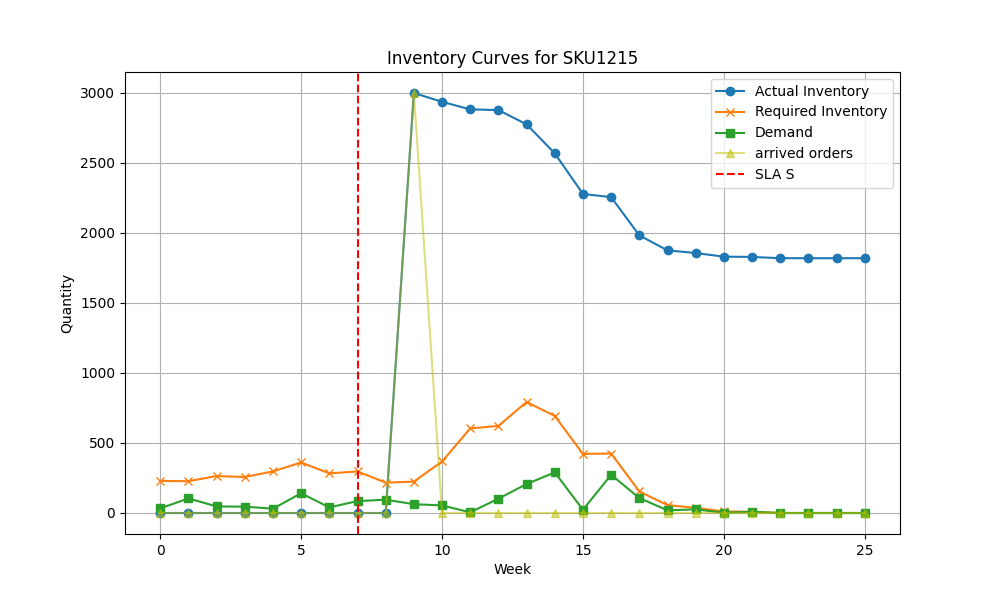 Inventory Curves for SKU1215
3000
2500
2000
1500
1000
500
0
Quantity
Actual Inventory
Required Inventory
Demand
arrived orders
SLA S
0 5 10 15 20 25
Week